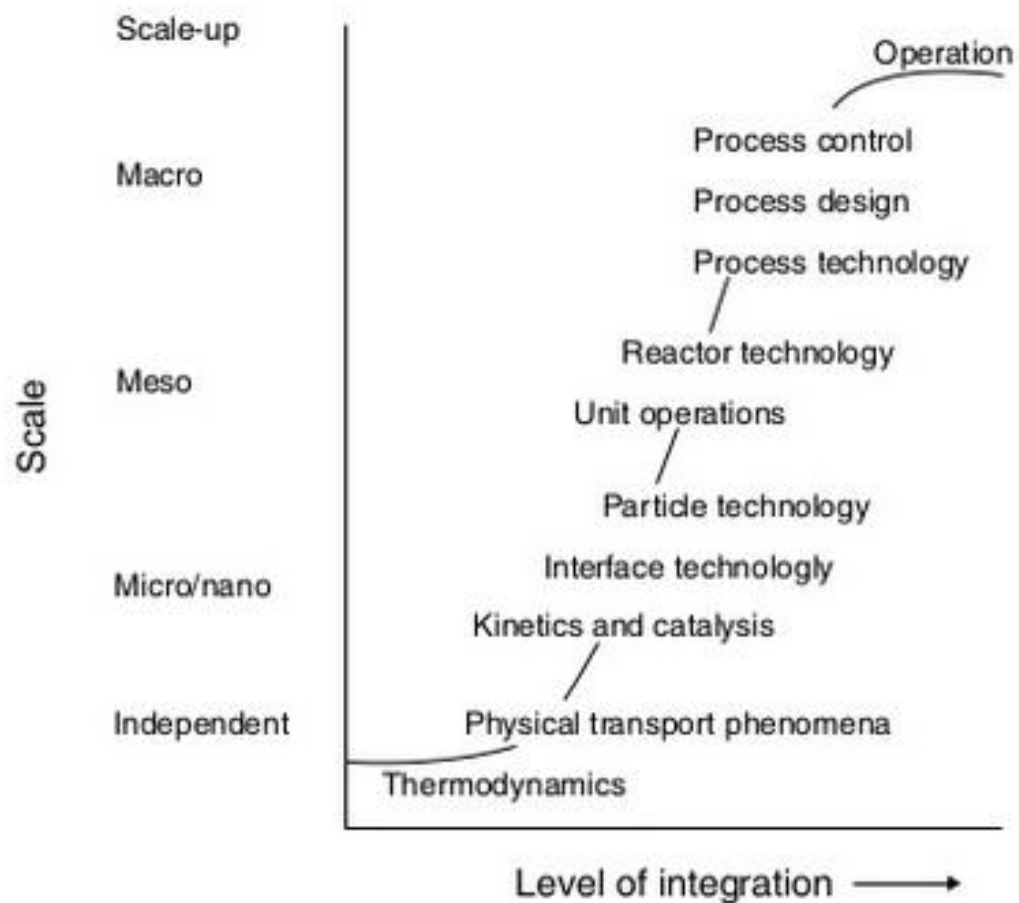 Scale-up
Operation
Process control
Macro
Process design
Process technology
Reactor technology
Meso
Unit operations
Scale
Particle technology
Interface technologly
Micro/nano
Kinetics and catalysis
Independent
Physical transport phenomena
Thermodynamics
Level of integration